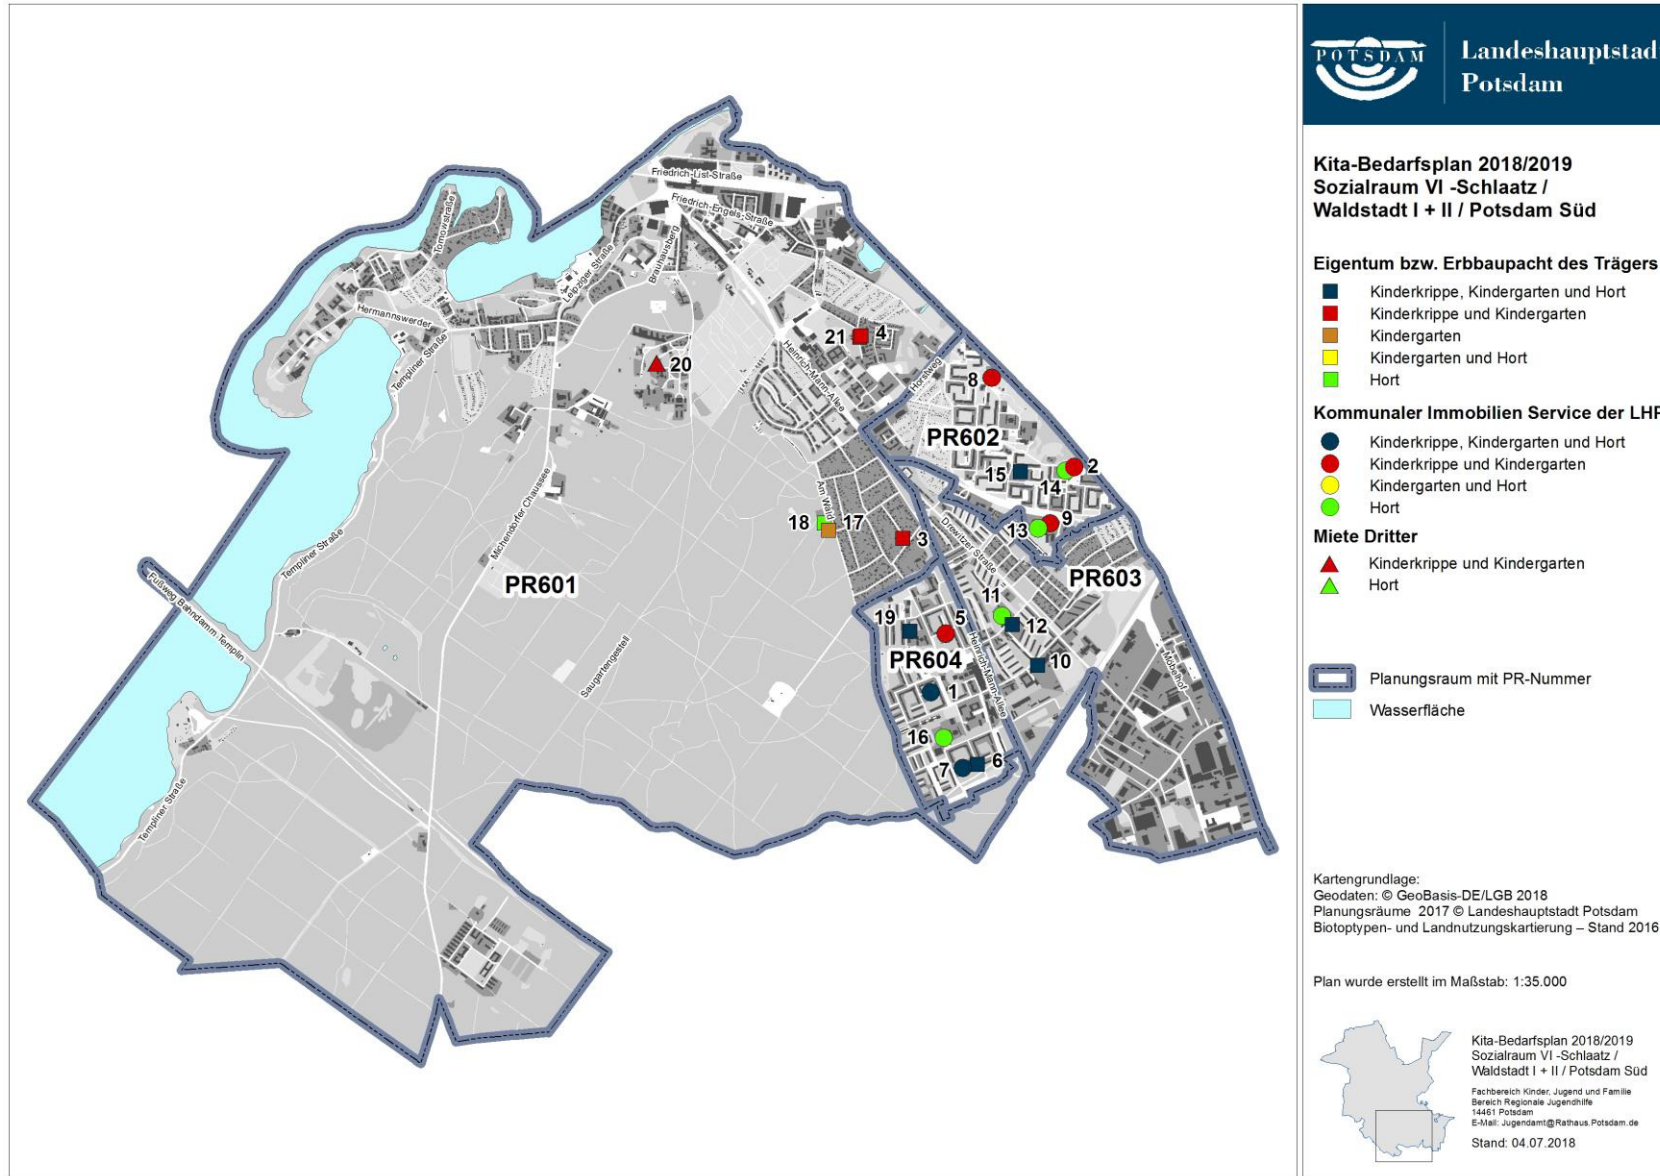 POTSDAM
Landeshauptstad
Potsdam
Kita-Bedarfsplan 2018/2019
Sozialraum VI -Schlaatz /
Waldstadt I + II / Potsdam Süd
Eigentum bzw. Erbbaupacht des Trägers
Kinderkrippe, Kindergarten und Hort
Kinderkrippe und Kindergarten
Kindergarten
Kindergarten und Hort
Hort
Kommunaler Immobilien Service der LHP
Kinderkrippe, Kindergarten und Hort
Kinderkrippe und Kindergarten
Kindergarten und Hort
Hort
Miete Dritter
Kinderkrippe und Kindergarten
Hort
Planungsraum mit PR-Nummer
Wasserfläche
Kartengrundlage:
Geodaten: © GeoBasis-DE/LGB 2018
Planungsräume 2017 © Landeshauptstadt Potsdam
Biotoptypen- und Landnutzungskartierung – Stand 2016
Plan wurde erstellt im Maßstab: 1:35.000
Kita-Bedarfsplan 2018/2019
Sozialraum VI -Schlaatz /
Waldstadt I + II / Potsdam Süd
Fachbereich Kinder, Jugend und Familie
Bereich Regionale Jugendhilfe
14461 Potsdam
E-Mail: Jugendamt@Rathaus.Potsdam.de
Stand: 04.07.2018
Friedrich-List-Straße
Friedrich-Engels-Straße
Tornowstraße
Leipziger Straße
Brauhausberg
Hermannswerder
Templiner Straße
Heinrich-Mann-Allee
Horstweg
21
4
20
8
PR602
15
14
2
Michendorfer Chaussee
Am Wald
18
17
3
Drewitzer Straße
13
9
Templiner Straße
PR601
PR603
Fußweg Bahndamm Templin
11
12
19
5
10
PR604
Heinrich-Mann-Allee
Möbelhof
Saugartengestell
1
16
7
6
Templiner Straße